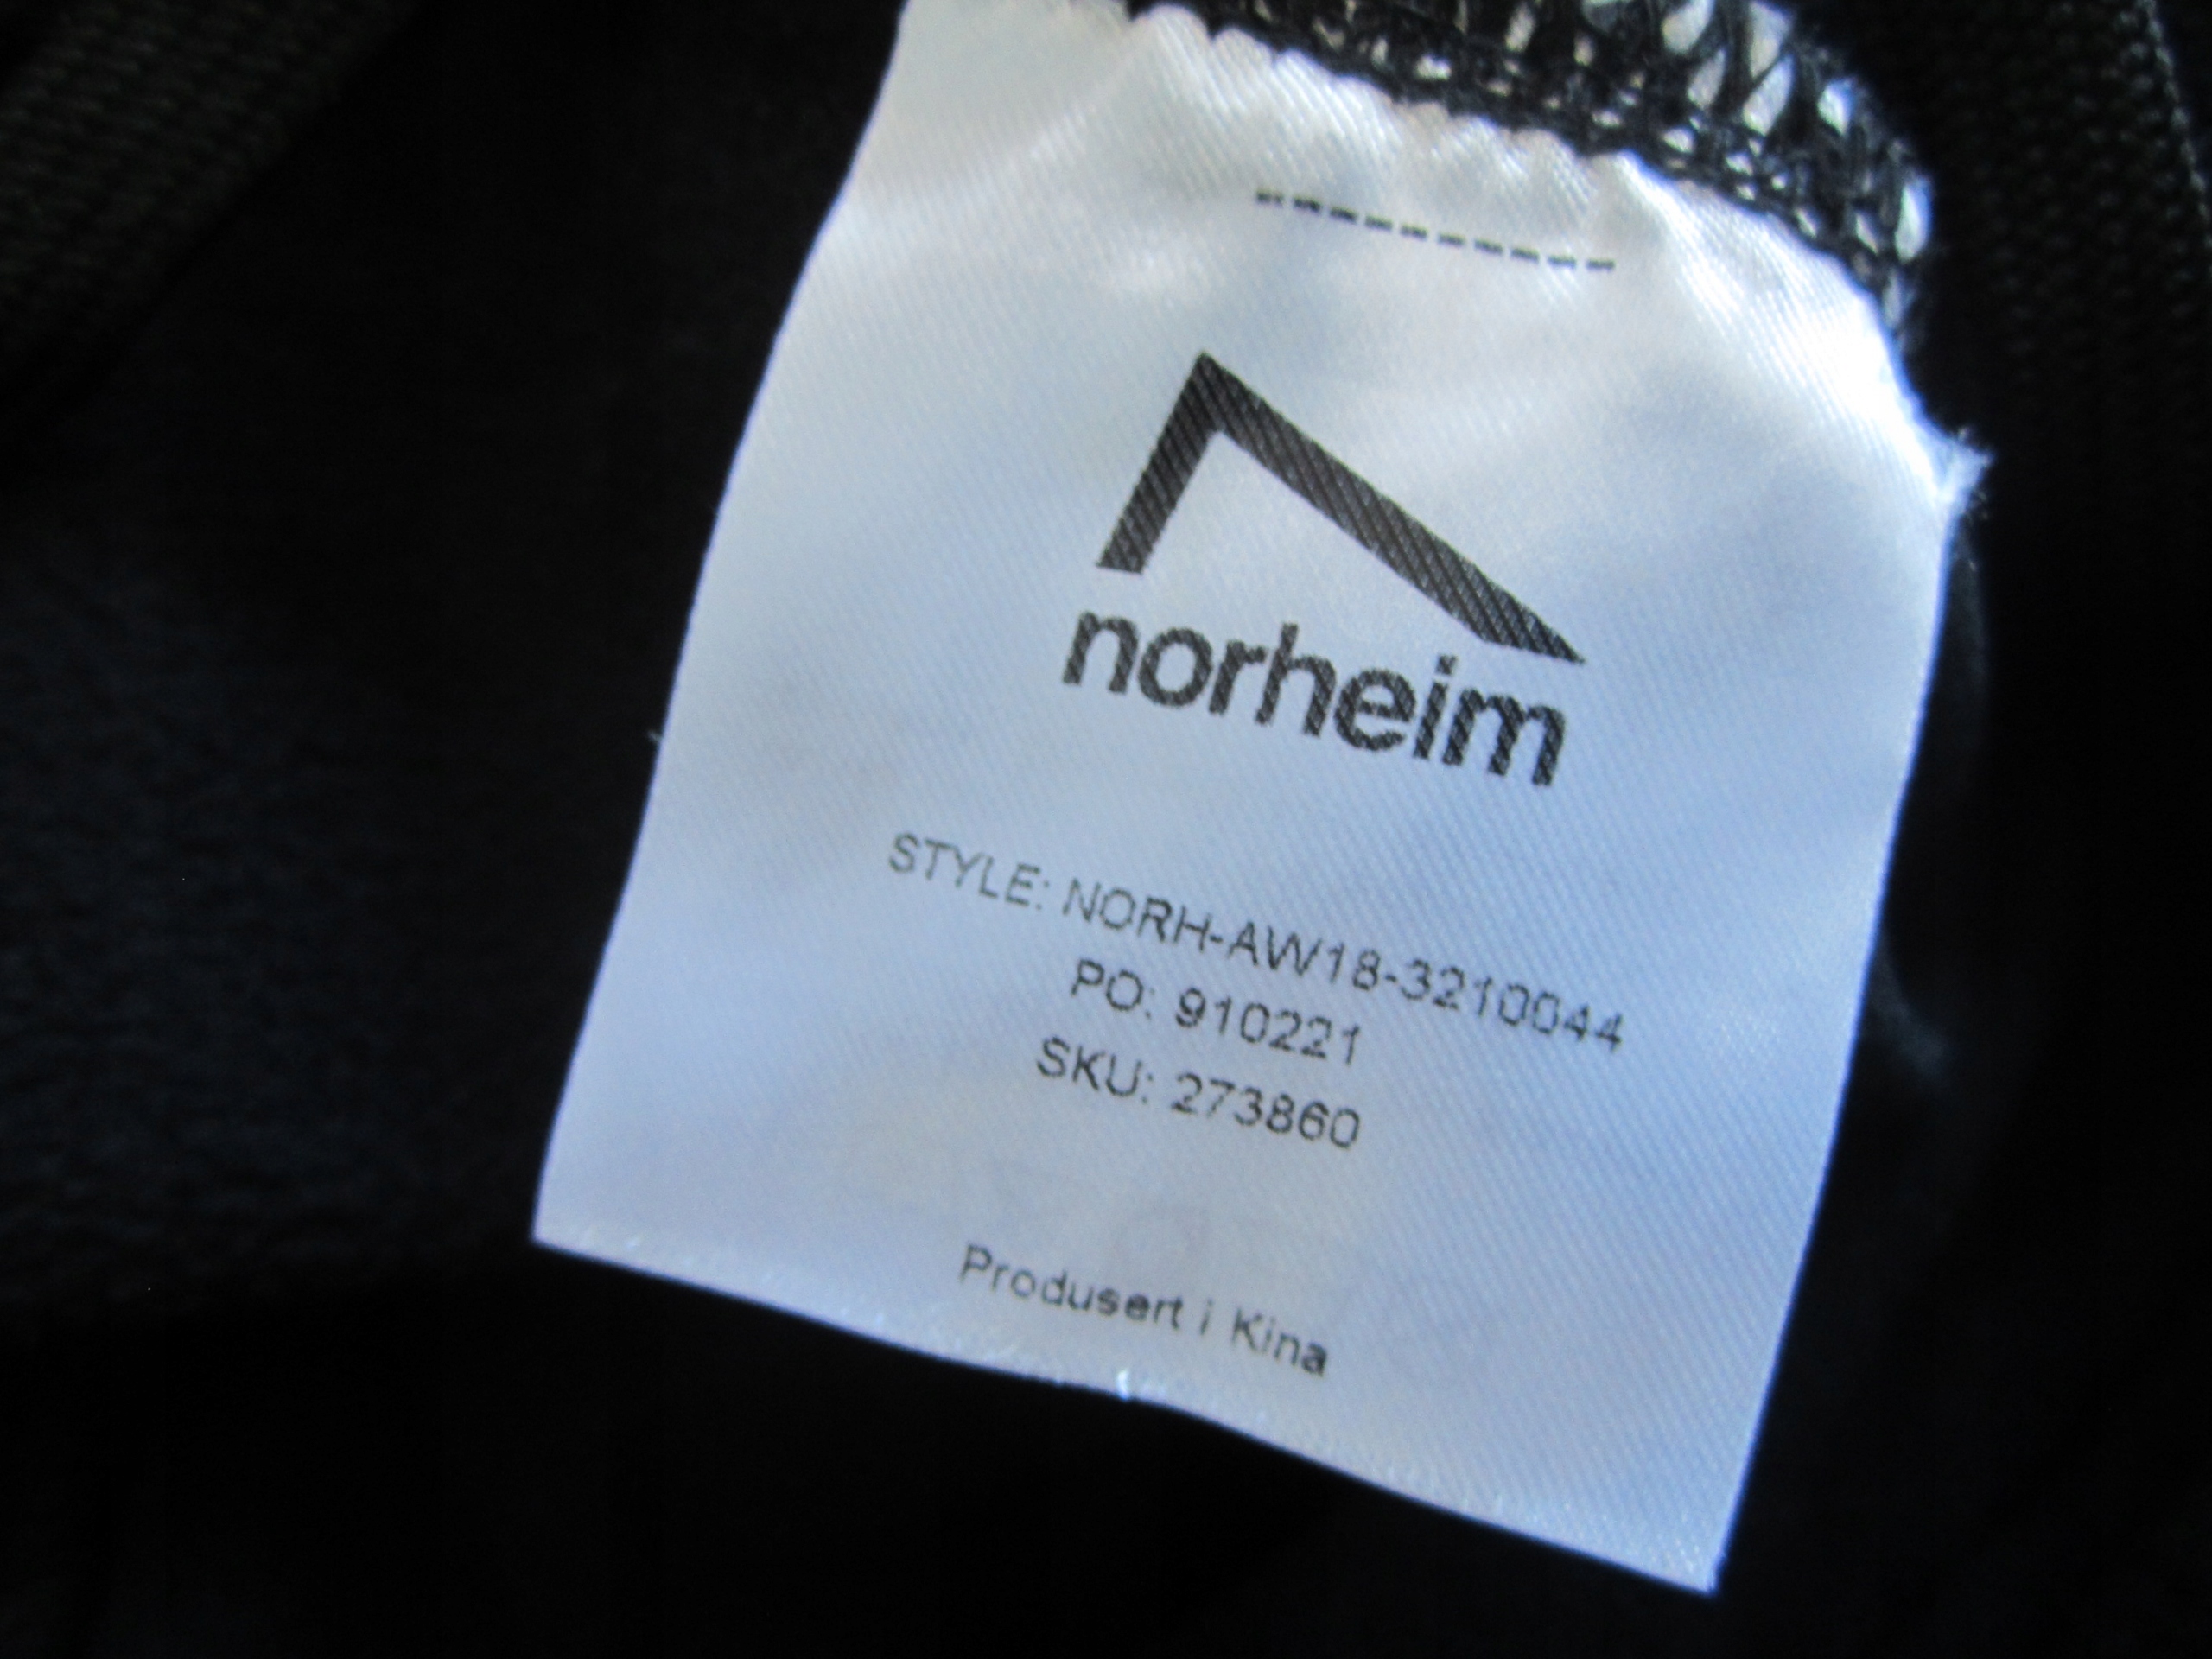 norheim
STYLE: NORH-AW18-3210044
PO: 910221
SKU: 273860
Produsert i Kina